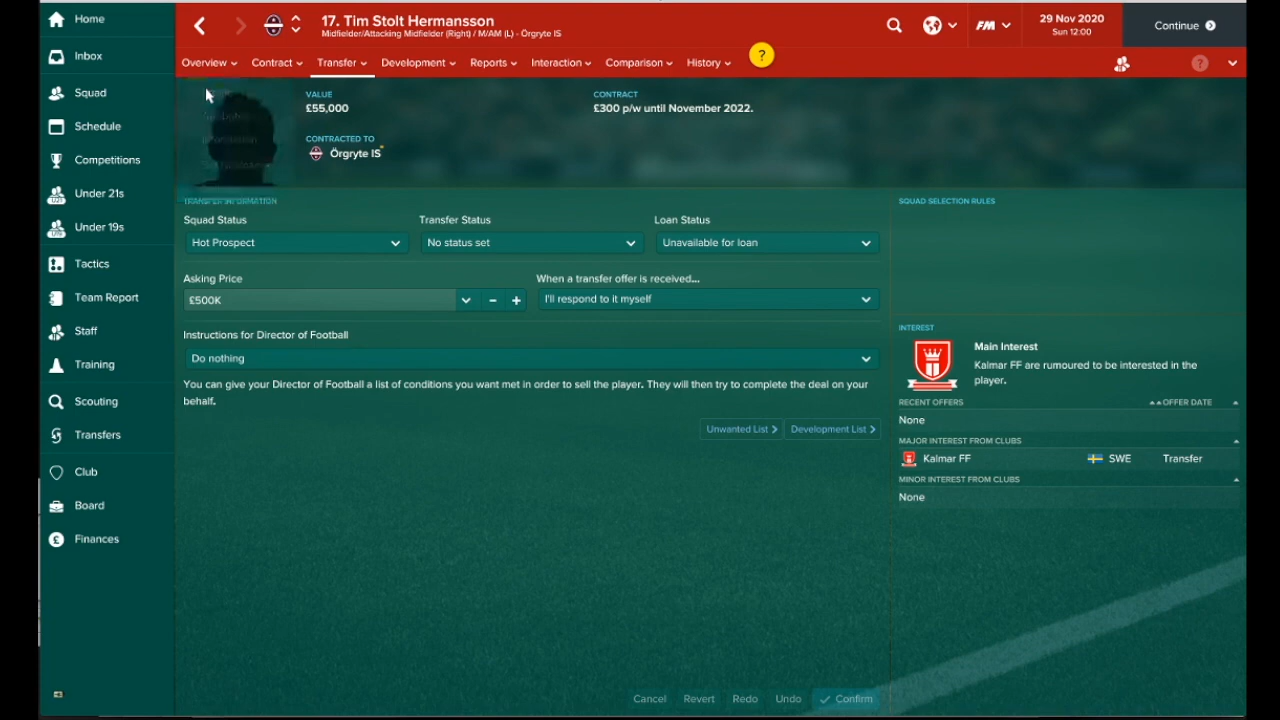 Home
17. Tim Stolt Hermansson
Midfielder/Attacking Midfielder (Right) / M/AM (L) - Örgryte IS
FM
29 Nov 2020
Sun 12:00
Continue
Inbox
Overview
Contract
Transfer
Development
Reports
Interaction
Comparison
History
?
?
Squad
VALUE
£55,000
CONTRACT
£300 p/w until November 2022.
Schedule
CONTRACTED TO
Örgryte IS
Competitions
Under 21s
TRANSFER INFORMATION
SQUAD SELECTION RULES
Under 19s
Squad Status
Transfer Status
Loan Status
Hot Prospect
No status set
Unavailable for loan
Tactics
Asking Price
When a transfer offer is received...
Team Report
£500K
I'll respond to it myself
Staff
Instructions for Director of Football
INTEREST
Do nothing
Main Interest
Kalmar FF are rumoured to be interested in the
player.
Training
You can give your Director of Football a list of conditions you want met in order to sell the player. They will then try to complete the deal on your
behalf.
Scouting
RECENT OFFERS
OFFER DATE
None
Transfers
Unwanted List
Development List
MAJOR INTEREST FROM CLUBS
Kalmar FF
SWE
Transfer
Club
MINOR INTEREST FROM CLUBS
None
Board
Finances
Cancel
Revert
Redo
Undo
Confirm